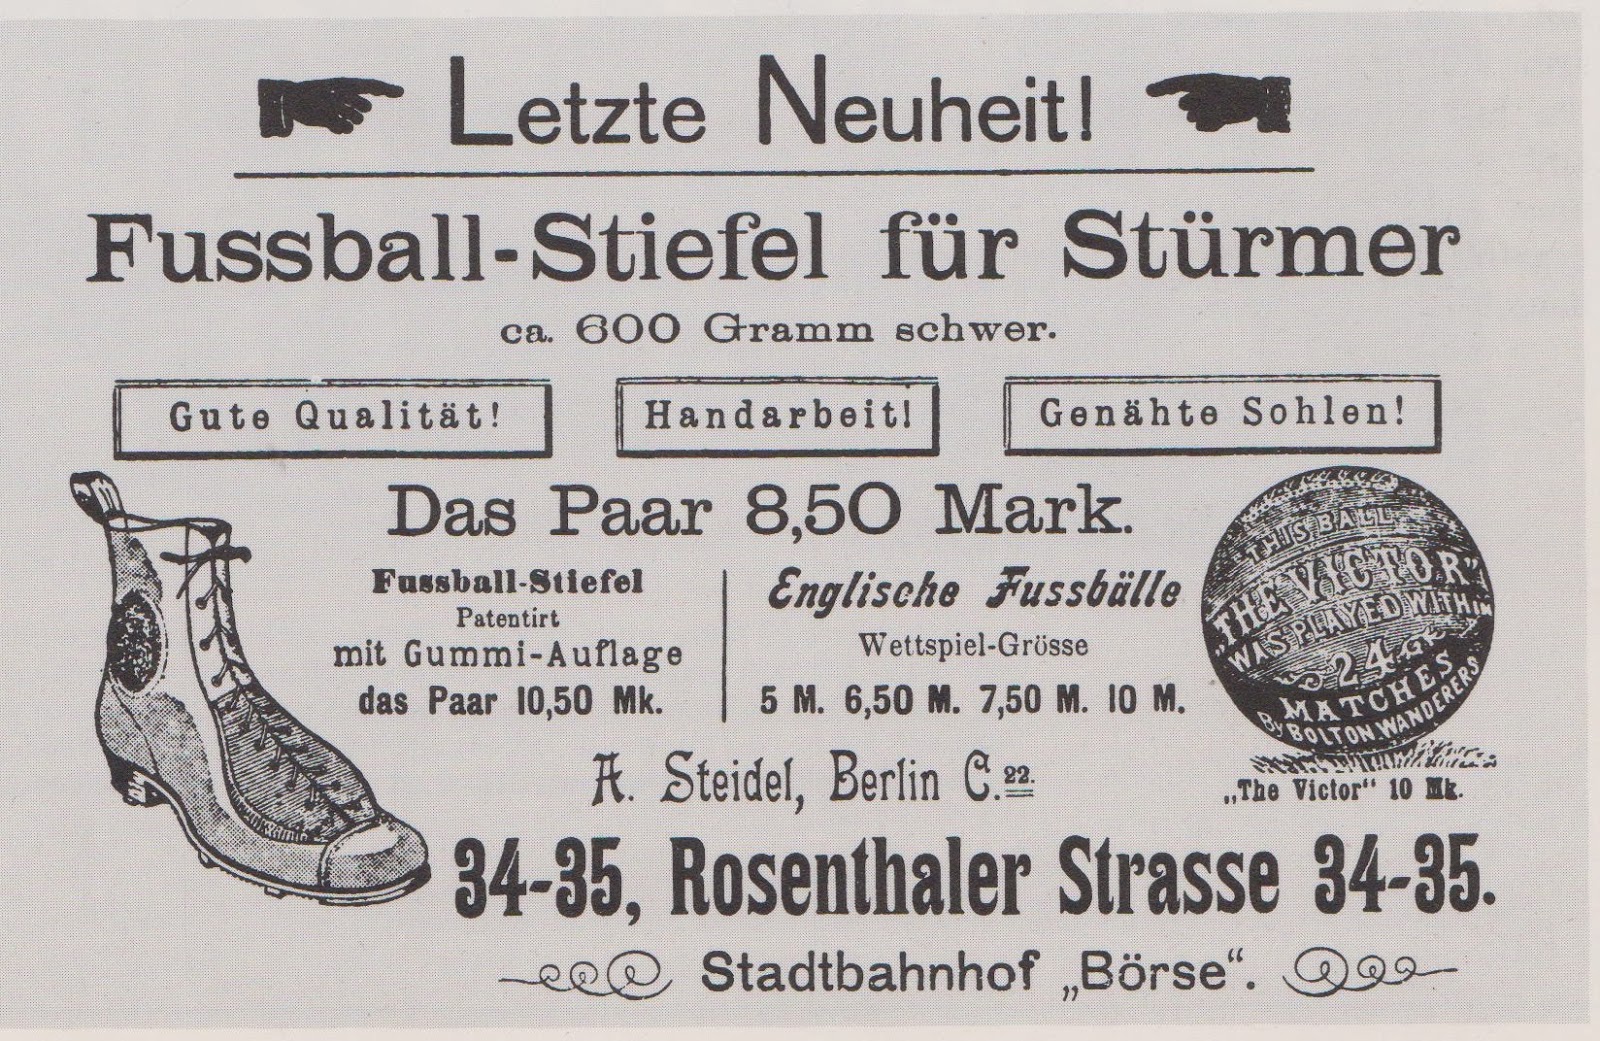 Letzte Neuheit!
Fussball-Stiefel für Stürmer
ca. 600 Gramm schwer.
Gute Qualität!
Handarbeit!
Genähte Sohlen!
Das Paar 8,50 Mark.
Fussball-Stiefel
Patentirt
mit Gummi-Auflage
das Paar 10,50 Mk.
Englische Fussbälle
Wettspiel-Grösse
5 M. 6,50 M. 7,50 M. 10 M.
THIS BALL
"THE VICTOR"
WAS PLAYED WITH IN
24
MATCHES
By BOLTON WANDERERS
„The Victor“ 10 Mk.
A. Steidel, Berlin C. 22.
34-35, Rosenthaler Strasse 34-35.
Stadtbahnhof „Börse“.